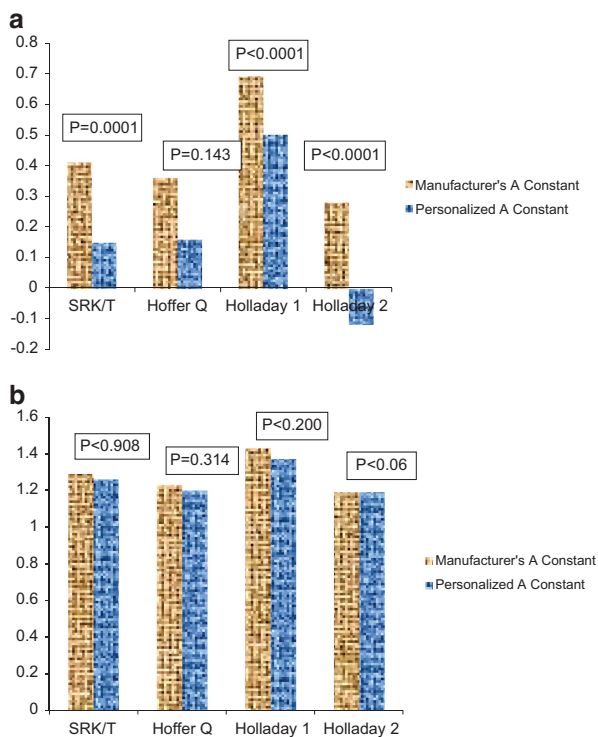 a
0.8
0.7
0.6
0.5
0.4
0.3
0.2
0.1
0
-0.1
-0.2
P=0.0001
P=0.143
P<0.0001
P<0.0001
SRK/T Hoffer Q Holladay 1 Holladay 2
Manufacturer's A Constant
Personalized A Constant
b
1.6
1.4
1.2
1
0.8
0.6
0.4
0.2
0
P<0.908
P=0.314
P<0.200
P<0.06
SRK/T Hoffer Q Holladay 1 Holladay 2
Manufacturer's A Constant
Personalized A Constant